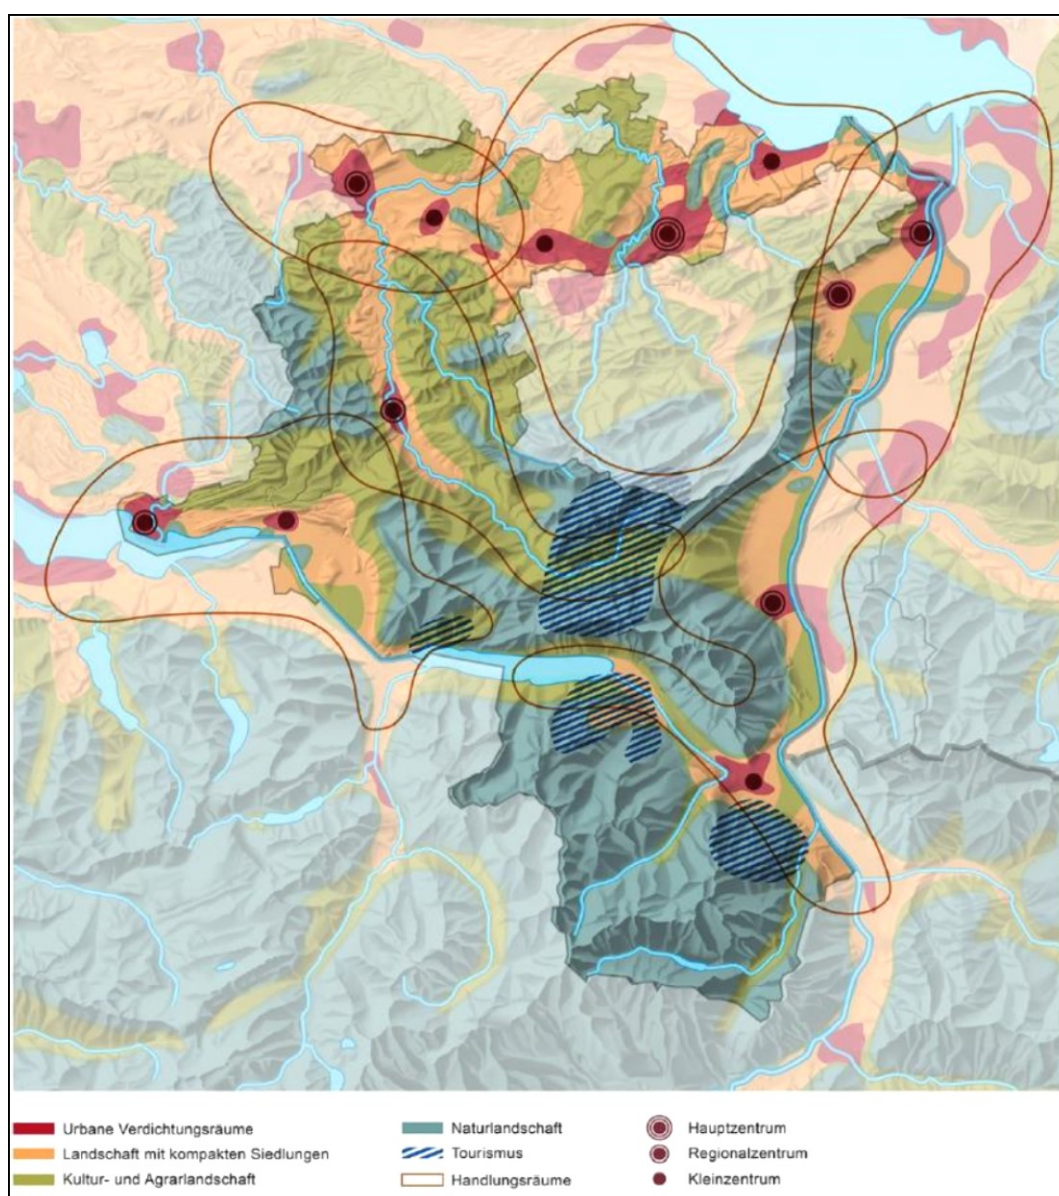 Urbane Verdichtungsräume
Landschaft mit kompakten Siedlungen
Kultur- und Agrarlandschaft
Naturlandschaft
Tourismus
Handlungsräume
Hauptzentrum
Regionalzentrum
Kleinzentrum